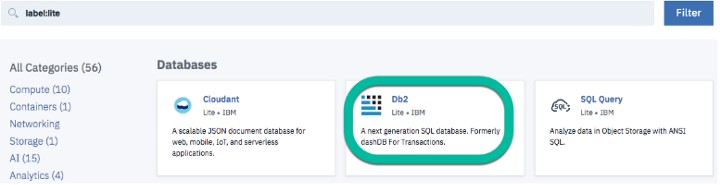 label:lite
Filter
All Categories (56)
Compute (10)
Containers (1)
Networking
Storage (1)
AI (15)
Analytics (4)
Databases
Cloudant
Lite • IBM
A scalable JSON document database for
web, mobile, IoT, and serverless
applications.
Db2
Lite • IBM
A next generation SQL database. Formerly
dashDB For Transactions.
SQL Query
Lite • IBM
Analyze data in Object Storage with ANSI
SQL.